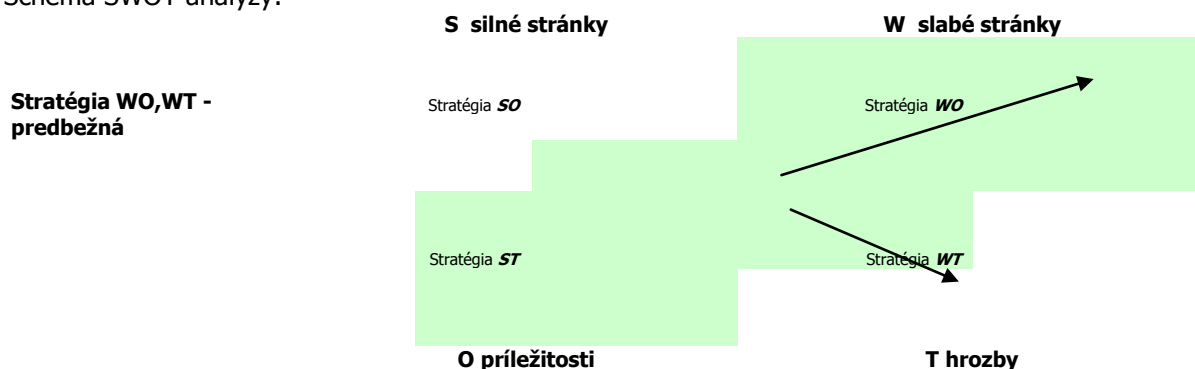 Schéma SWOT analýzy:
S silné stránky W slabé stránky
Stratégia WO,WT -
predbežná
Stratégia SO Stratégia WO
Stratégia ST Stratégia WT
O príležitosti T hrozby